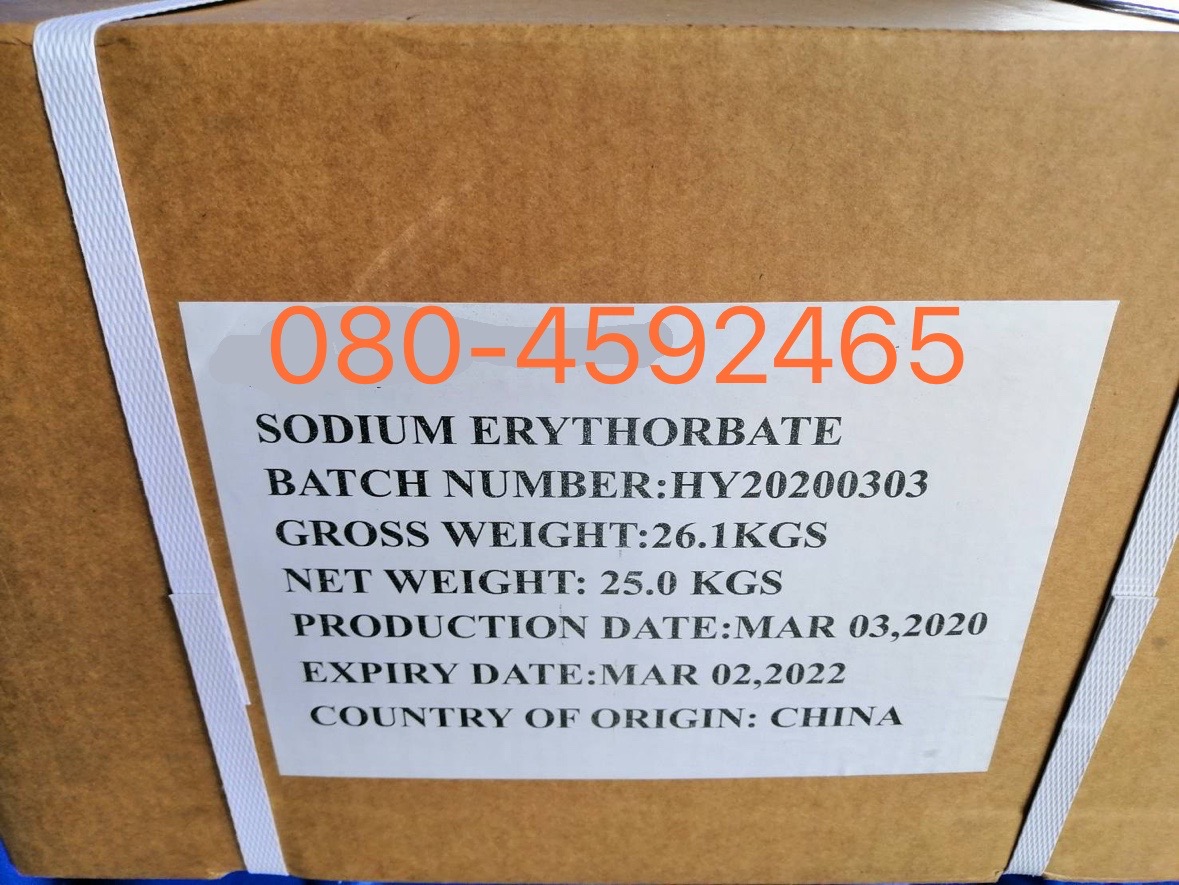 080-4592465
SODIUM ERYTHORBATE
BATCH NUMBER:HY20200303
GROSS WEIGHT:26.1KGS
NET WEIGHT: 25.0 KGS
PRODUCTION DATE:MAR 03,2020
EXPIRY DATE:MAR 02,2022
COUNTRY OF ORIGIN: CHINA